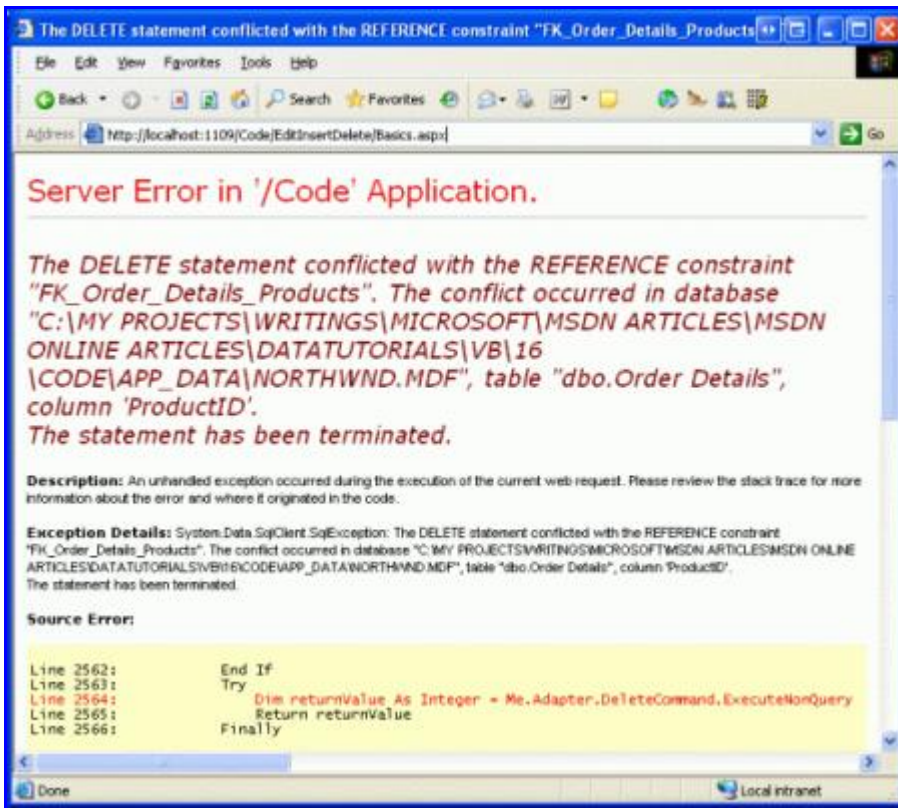 The DELETE statement conflicted with the REFERENCE constraint "FK_Order_Details_Products
File Edit View Favorites Tools Help
Back Search Favorites
Address http://localhost:1109/Code/EditInsertDelete/Basics.aspx Go
Server Error in '/Code' Application.
The DELETE statement conflicted with the REFERENCE constraint
"FK_Order_Details_Products". The conflict occurred in database
"C:\MY PROJECTS\WRITINGS\MICROSOFT\MSDN ARTICLES\MSDN
ONLINE ARTICLES\DATATUTORIALS\VB\16
\CODE\APP_DATA\NORTHWND.MDF", table "dbo.Order Details",
column 'ProductID'.
The statement has been terminated.
Description: An unhandled exception occurred during the execution of the current web request. Please review the stack trace for more
information about the error and where it originated in the code.
Exception Details: System.Data.SqlClient.SqlException: The DELETE statement conflicted with the REFERENCE constraint
"FK_Order_Details_Products". The conflict occurred in database "C:\MY PROJECTS\WRITINGS\MICROSOFT\MSDN ARTICLES\MSDN ONLINE
ARTICLES\DATATUTORIALS\VB\16\CODE\APP_DATA\NORTHWND.MDF", table "dbo.Order Details", column 'ProductID'.
The statement has been terminated.
Source Error:
Line 2562: End If
Line 2563: Try
Line 2564: Dim returnValue As Integer = Me.Adapter.DeleteCommand.ExecuteNonQuery
Line 2565: Return returnValue
Line 2566: Finally
Done Local intranet